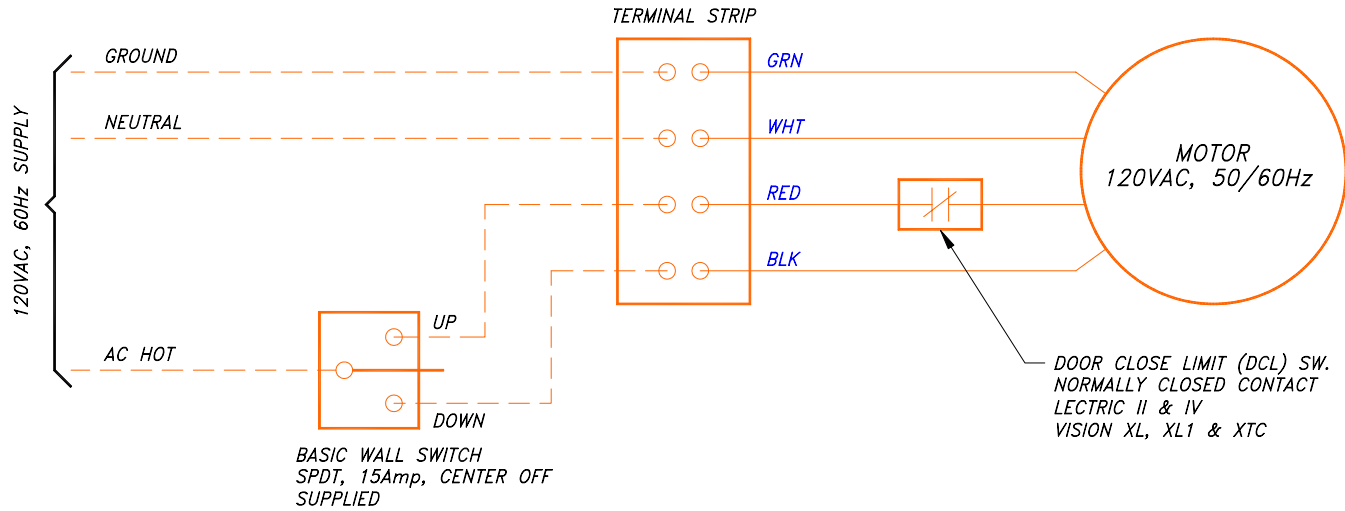 TERMINAL STRIP
GROUND
GRN
NEUTRAL
WHT
120VAC, 60Hz SUPPLY
MOTOR
120VAC, 50/60Hz
RED
BLK
UP
AC HOT
DOWN
DOOR CLOSE LIMIT (DCL) SW.
NORMALLY CLOSED CONTACT
LECTRIC II & IV
VISION XL, XL1 & XTC
BASIC WALL SWITCH
SPDT, 15Amp, CENTER OFF
SUPPLIED